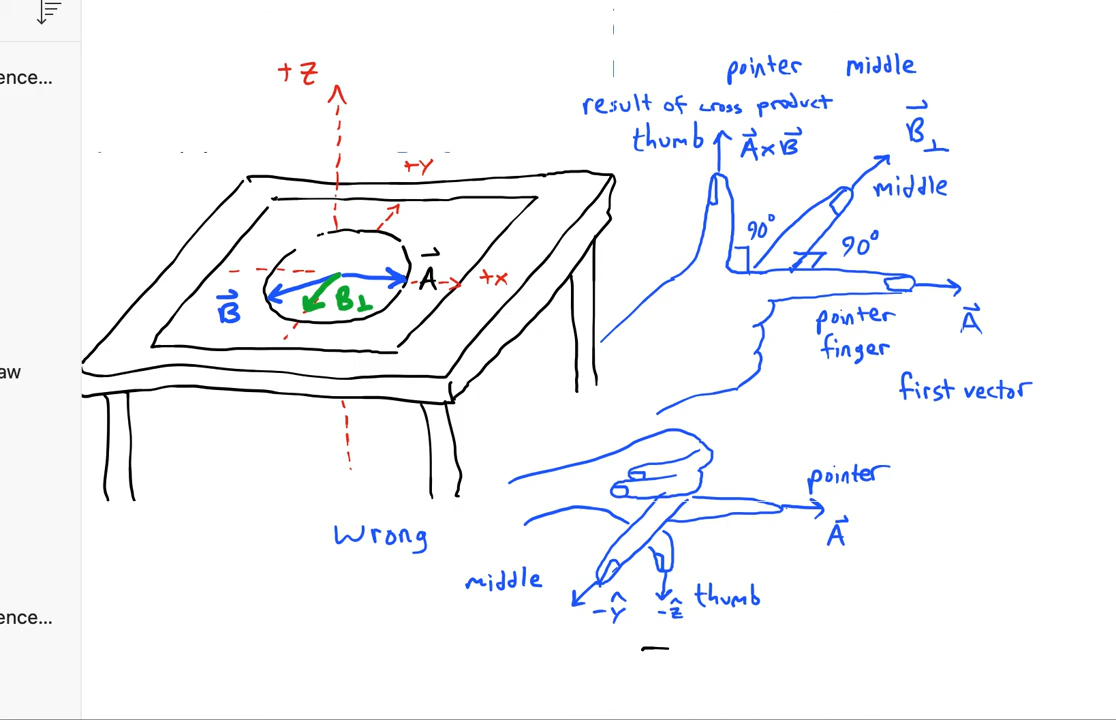 ence...
aw
ence...
+Z
+Y
+X
A⃗
B⃗
B⊥
pointer middle
result of cross product
thumb A⃗xB⃗
B⃗⊥
middle
90°
90°
A⃗
pointer
finger
first vector
pointer
A⃗
Wrong
middle
-ŷ -ẑ thumb